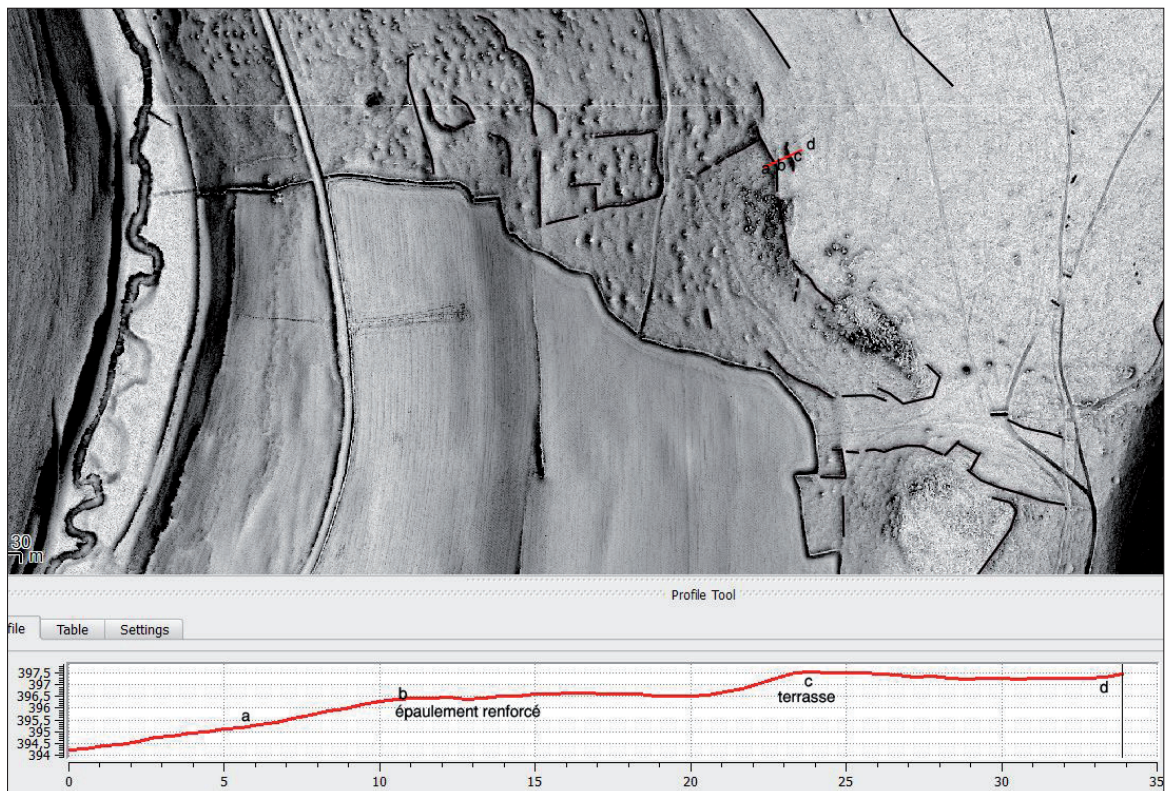 d
c
b
a
30
m
Profile Tool
file Table Settings
397,5
397
396,5
396
395,5
395
394,5
394
a
b
épaulement renforcé
c
terrasse
d
0 5 10 15 20 25 30 35